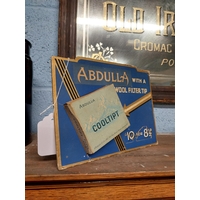 OLD IR
CROMAC
PO
ABDULLA
WITH A
WOOL FILTER TIP
Abdulla
COOLTIPT
10 FOR 8D